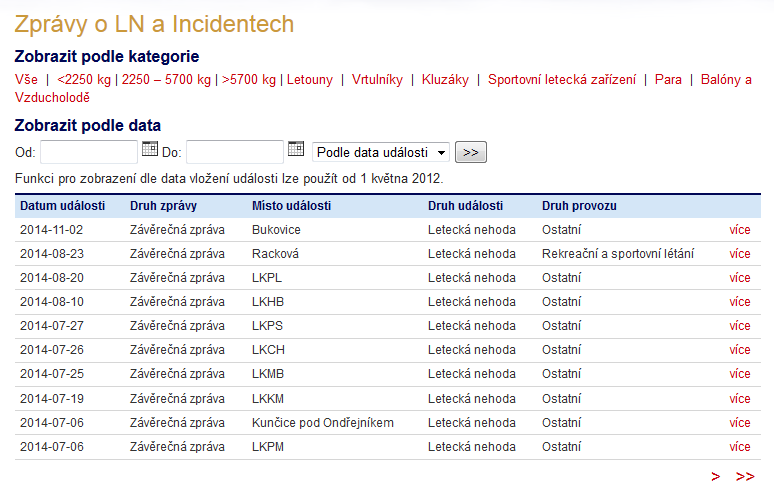 Zprávy o LN a Incidentech
Zobrazit podle kategorie
Vše | <2250 kg | 2250 – 5700 kg | >5700 kg | Letouny | Vrtulníky | Kluzáky | Sportovní letecká zařízení | Para | Balóny a
Vzducholodě
Zobrazit podle data
Od: Do: Podle data události >>
Funkci pro zobrazení dle data vložení události lze použít od 1 května 2012.
Datum události Druh zprávy Místo události Druh události Druh provozu
2014-11-02 Závěrečná zpráva Bukovice Letecká nehoda Ostatní více
2014-08-23 Závěrečná zpráva Racková Letecká nehoda Rekreační a sportovní létání více
2014-08-20 Závěrečná zpráva LKPL Letecká nehoda Ostatní více
2014-08-10 Závěrečná zpráva LKHB Letecká nehoda Ostatní více
2014-07-27 Závěrečná zpráva LKPS Letecká nehoda Ostatní více
2014-07-26 Závěrečná zpráva LKCH Letecká nehoda Ostatní více
2014-07-25 Závěrečná zpráva LKMB Letecká nehoda Ostatní více
2014-07-19 Závěrečná zpráva LKKM Letecká nehoda Ostatní více
2014-07-06 Závěrečná zpráva Kunčice pod Ondřejníkem Letecká nehoda Ostatní více
2014-07-06 Závěrečná zpráva LKPM Letecká nehoda Ostatní více
> >>